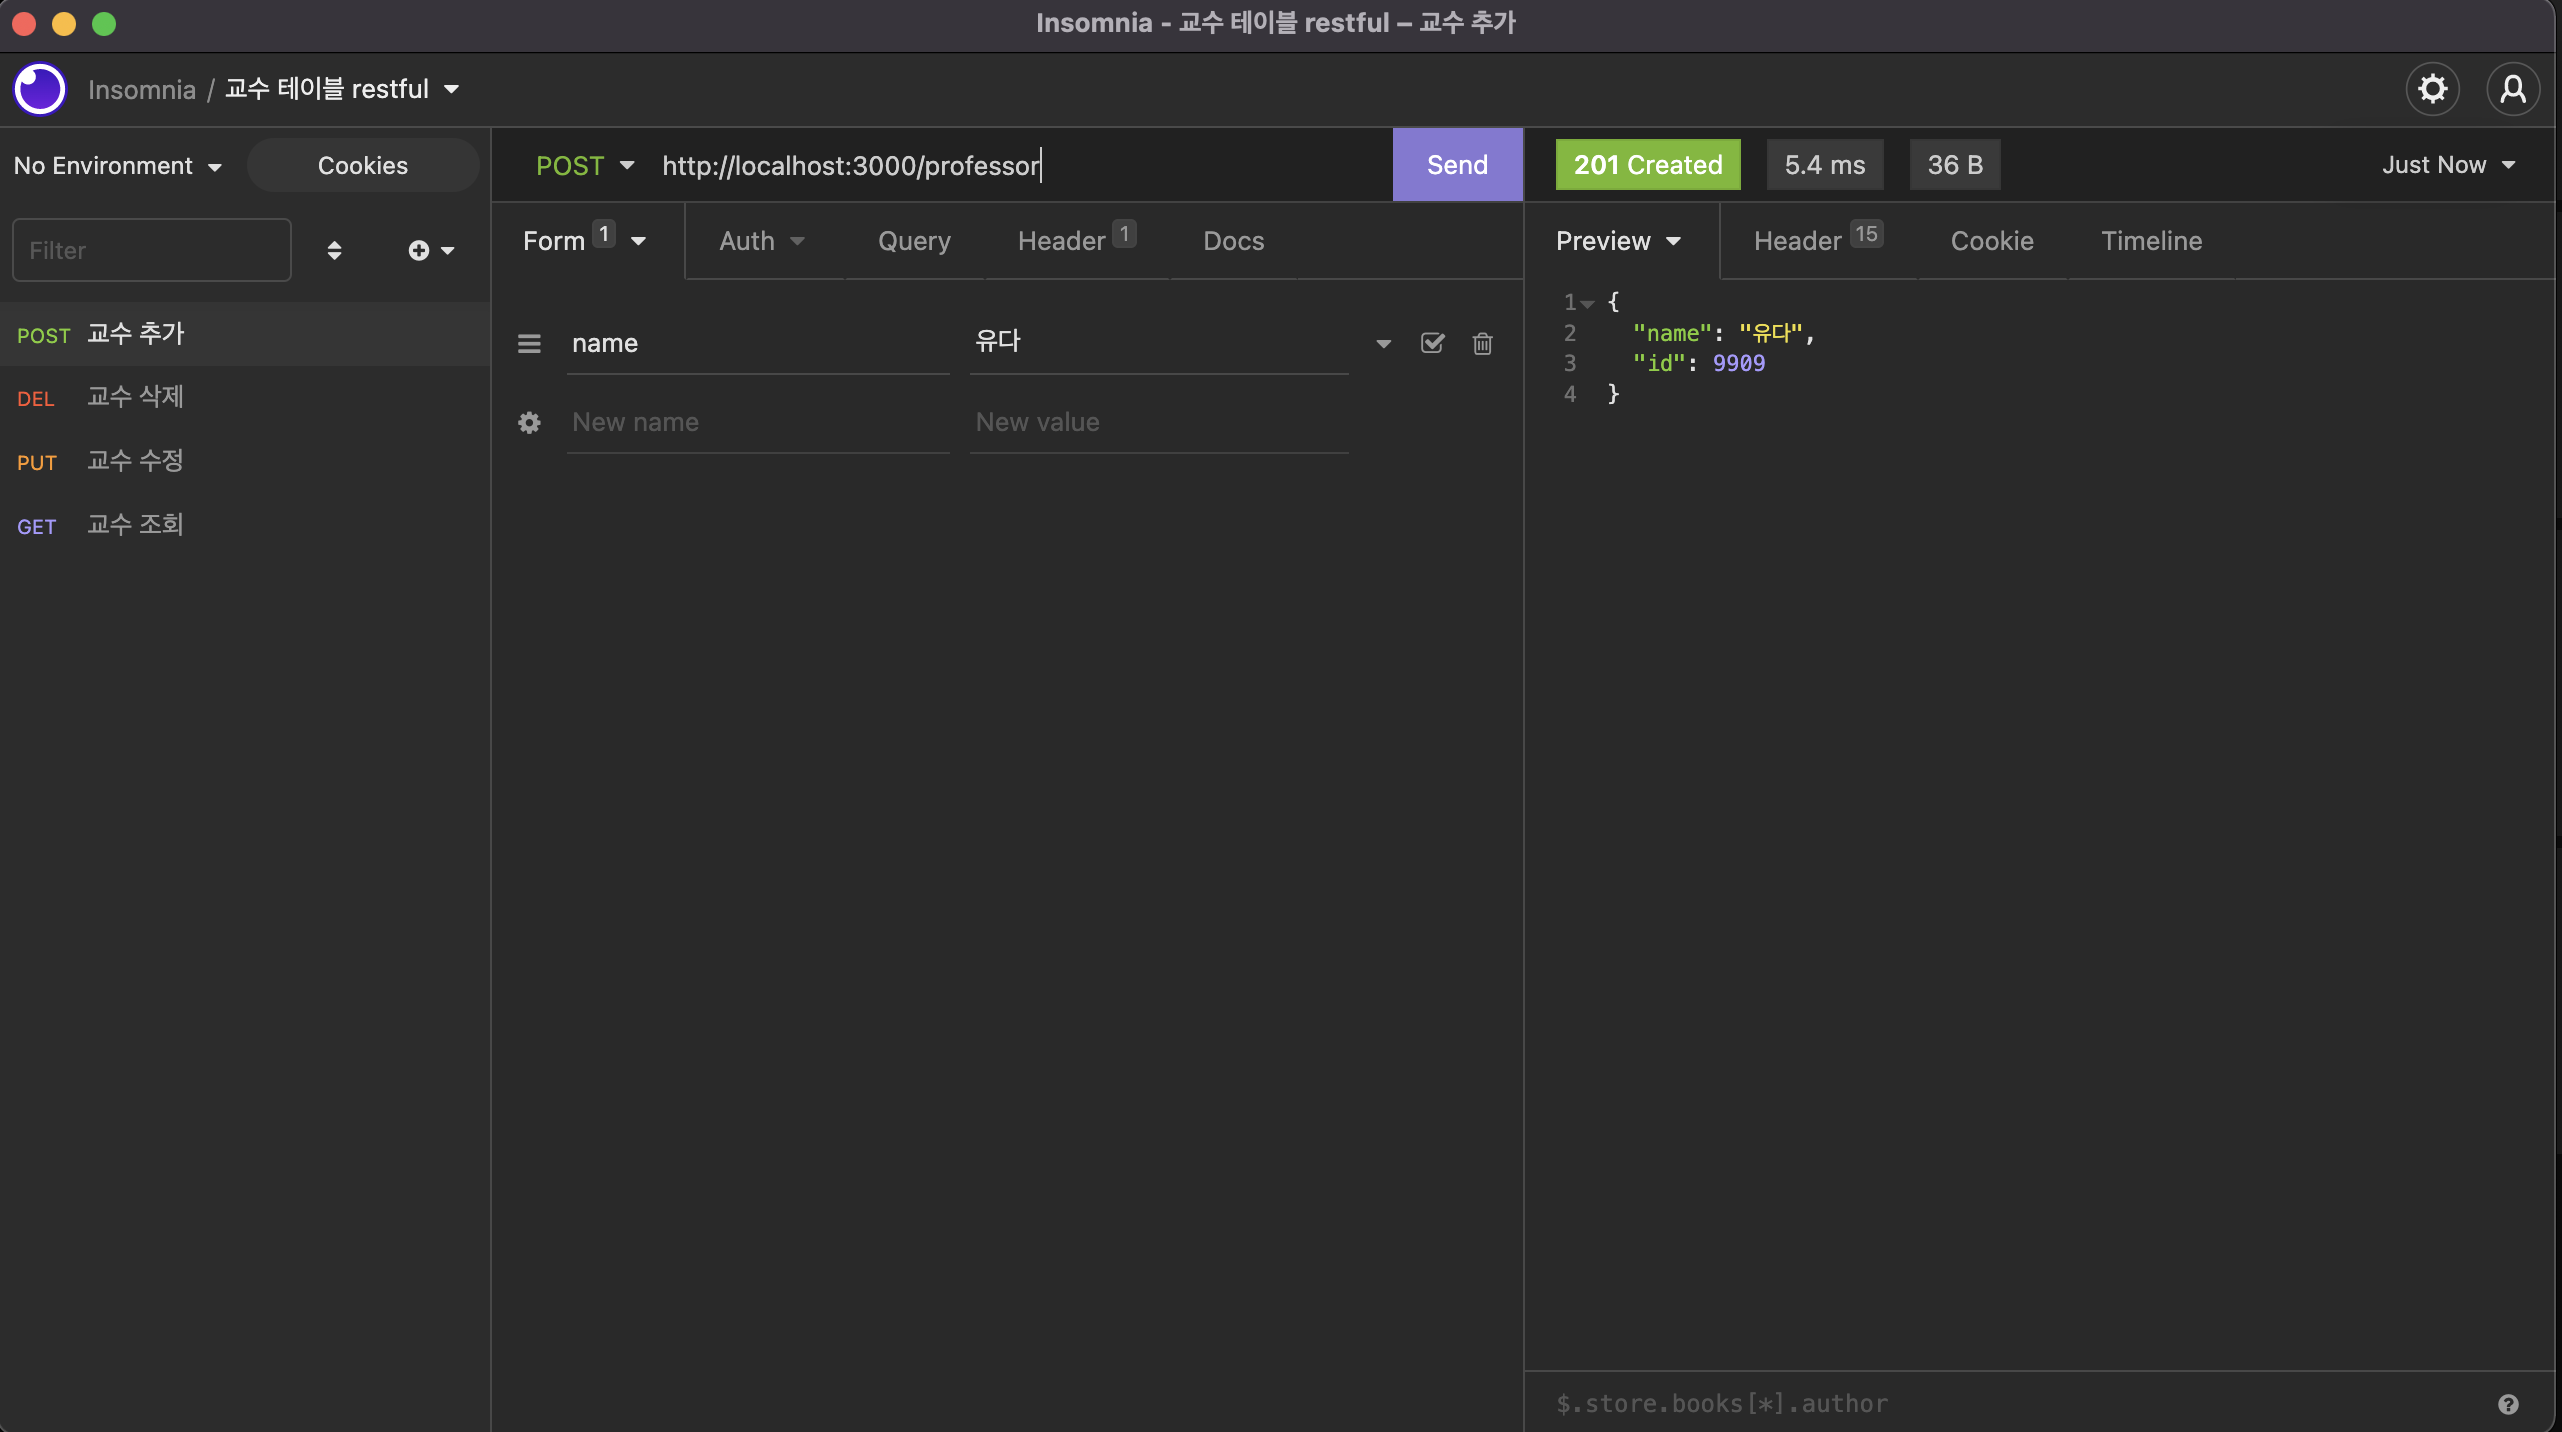 Insomnia - 교수 테이블 restful – 교수 추가
Insomnia / 교수 테이블 restful
No Environment
Cookies
Filter
POST 교수 추가
DEL 교수 삭제
PUT 교수 수정
GET 교수 조회
POST http://localhost:3000/professor
Send
Form 1 Auth Query Header 1 Docs
name 유다
New name New value
201 Created 5.4 ms 36 B Just Now
Preview Header 15 Cookie Timeline
1 {
2 "name": "유다",
3 "id": 9909
4 }
$.store.books[*].author
?